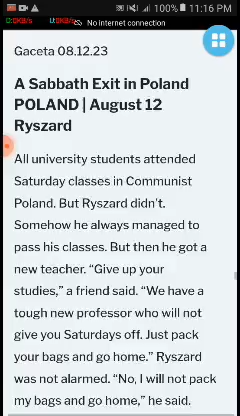 O:0KB/s U:0KB/s No internet connection 100% 11:16 PM
Gaceta 08.12.23
A Sabbath Exit in Poland
POLAND | August 12
Ryszard
All university students attended
Saturday classes in Communist
Poland. But Ryszard didn't.
Somehow he always managed to
pass his classes. But then he got a
new teacher. “Give up your
studies,” a friend said. “We have a
tough new professor who will not
give you Saturdays off. Just pack
your bags and go home.” Ryszard
was not alarmed. “No, I will not pack
my bags and go home,” he said.